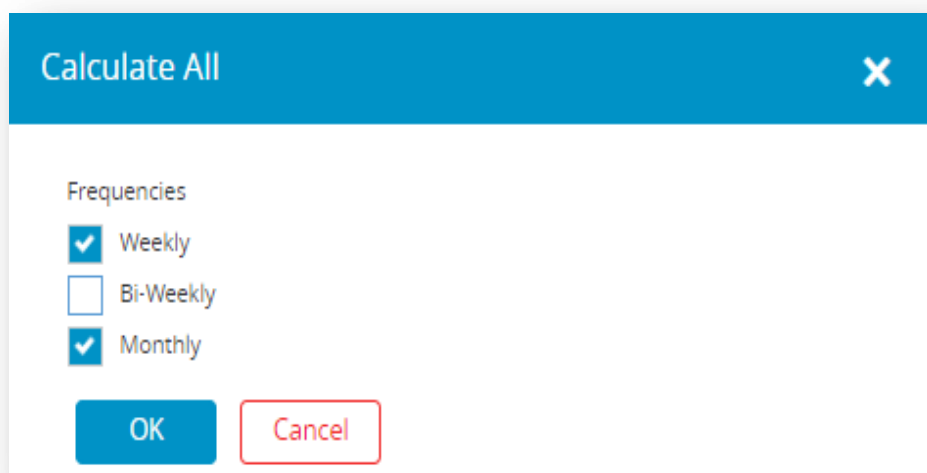 Calculate All
Frequencies
Weekly
Bi-Weekly
Monthly
OK Cancel